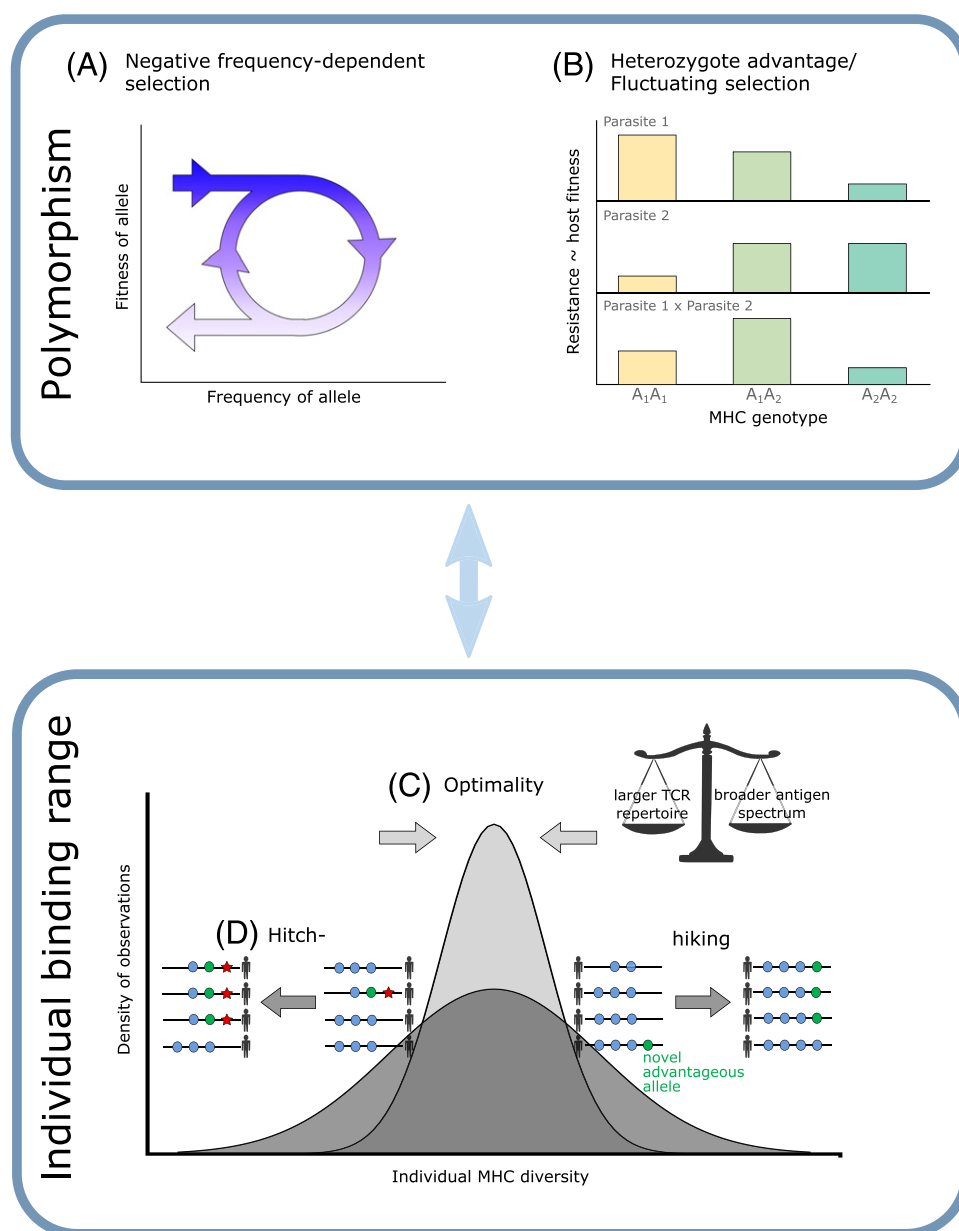 Polymorphism
(A) Negative frequency-dependent
selection
Fitness of allele
Frequency of allele
(B) Heterozygote advantage/
Fluctuating selection
Resistance ~ host fitness
Parasite 1
Parasite 2
Parasite 1 x Parasite 2
A₁A₁ A₁A₂ A₂A₂
MHC genotype
Individual binding range
(C) Optimality
larger TCR
repertoire
broader antigen
spectrum
Density of observations
(D) Hitch-
hiking
novel
advantageous
allele
Individual MHC diversity